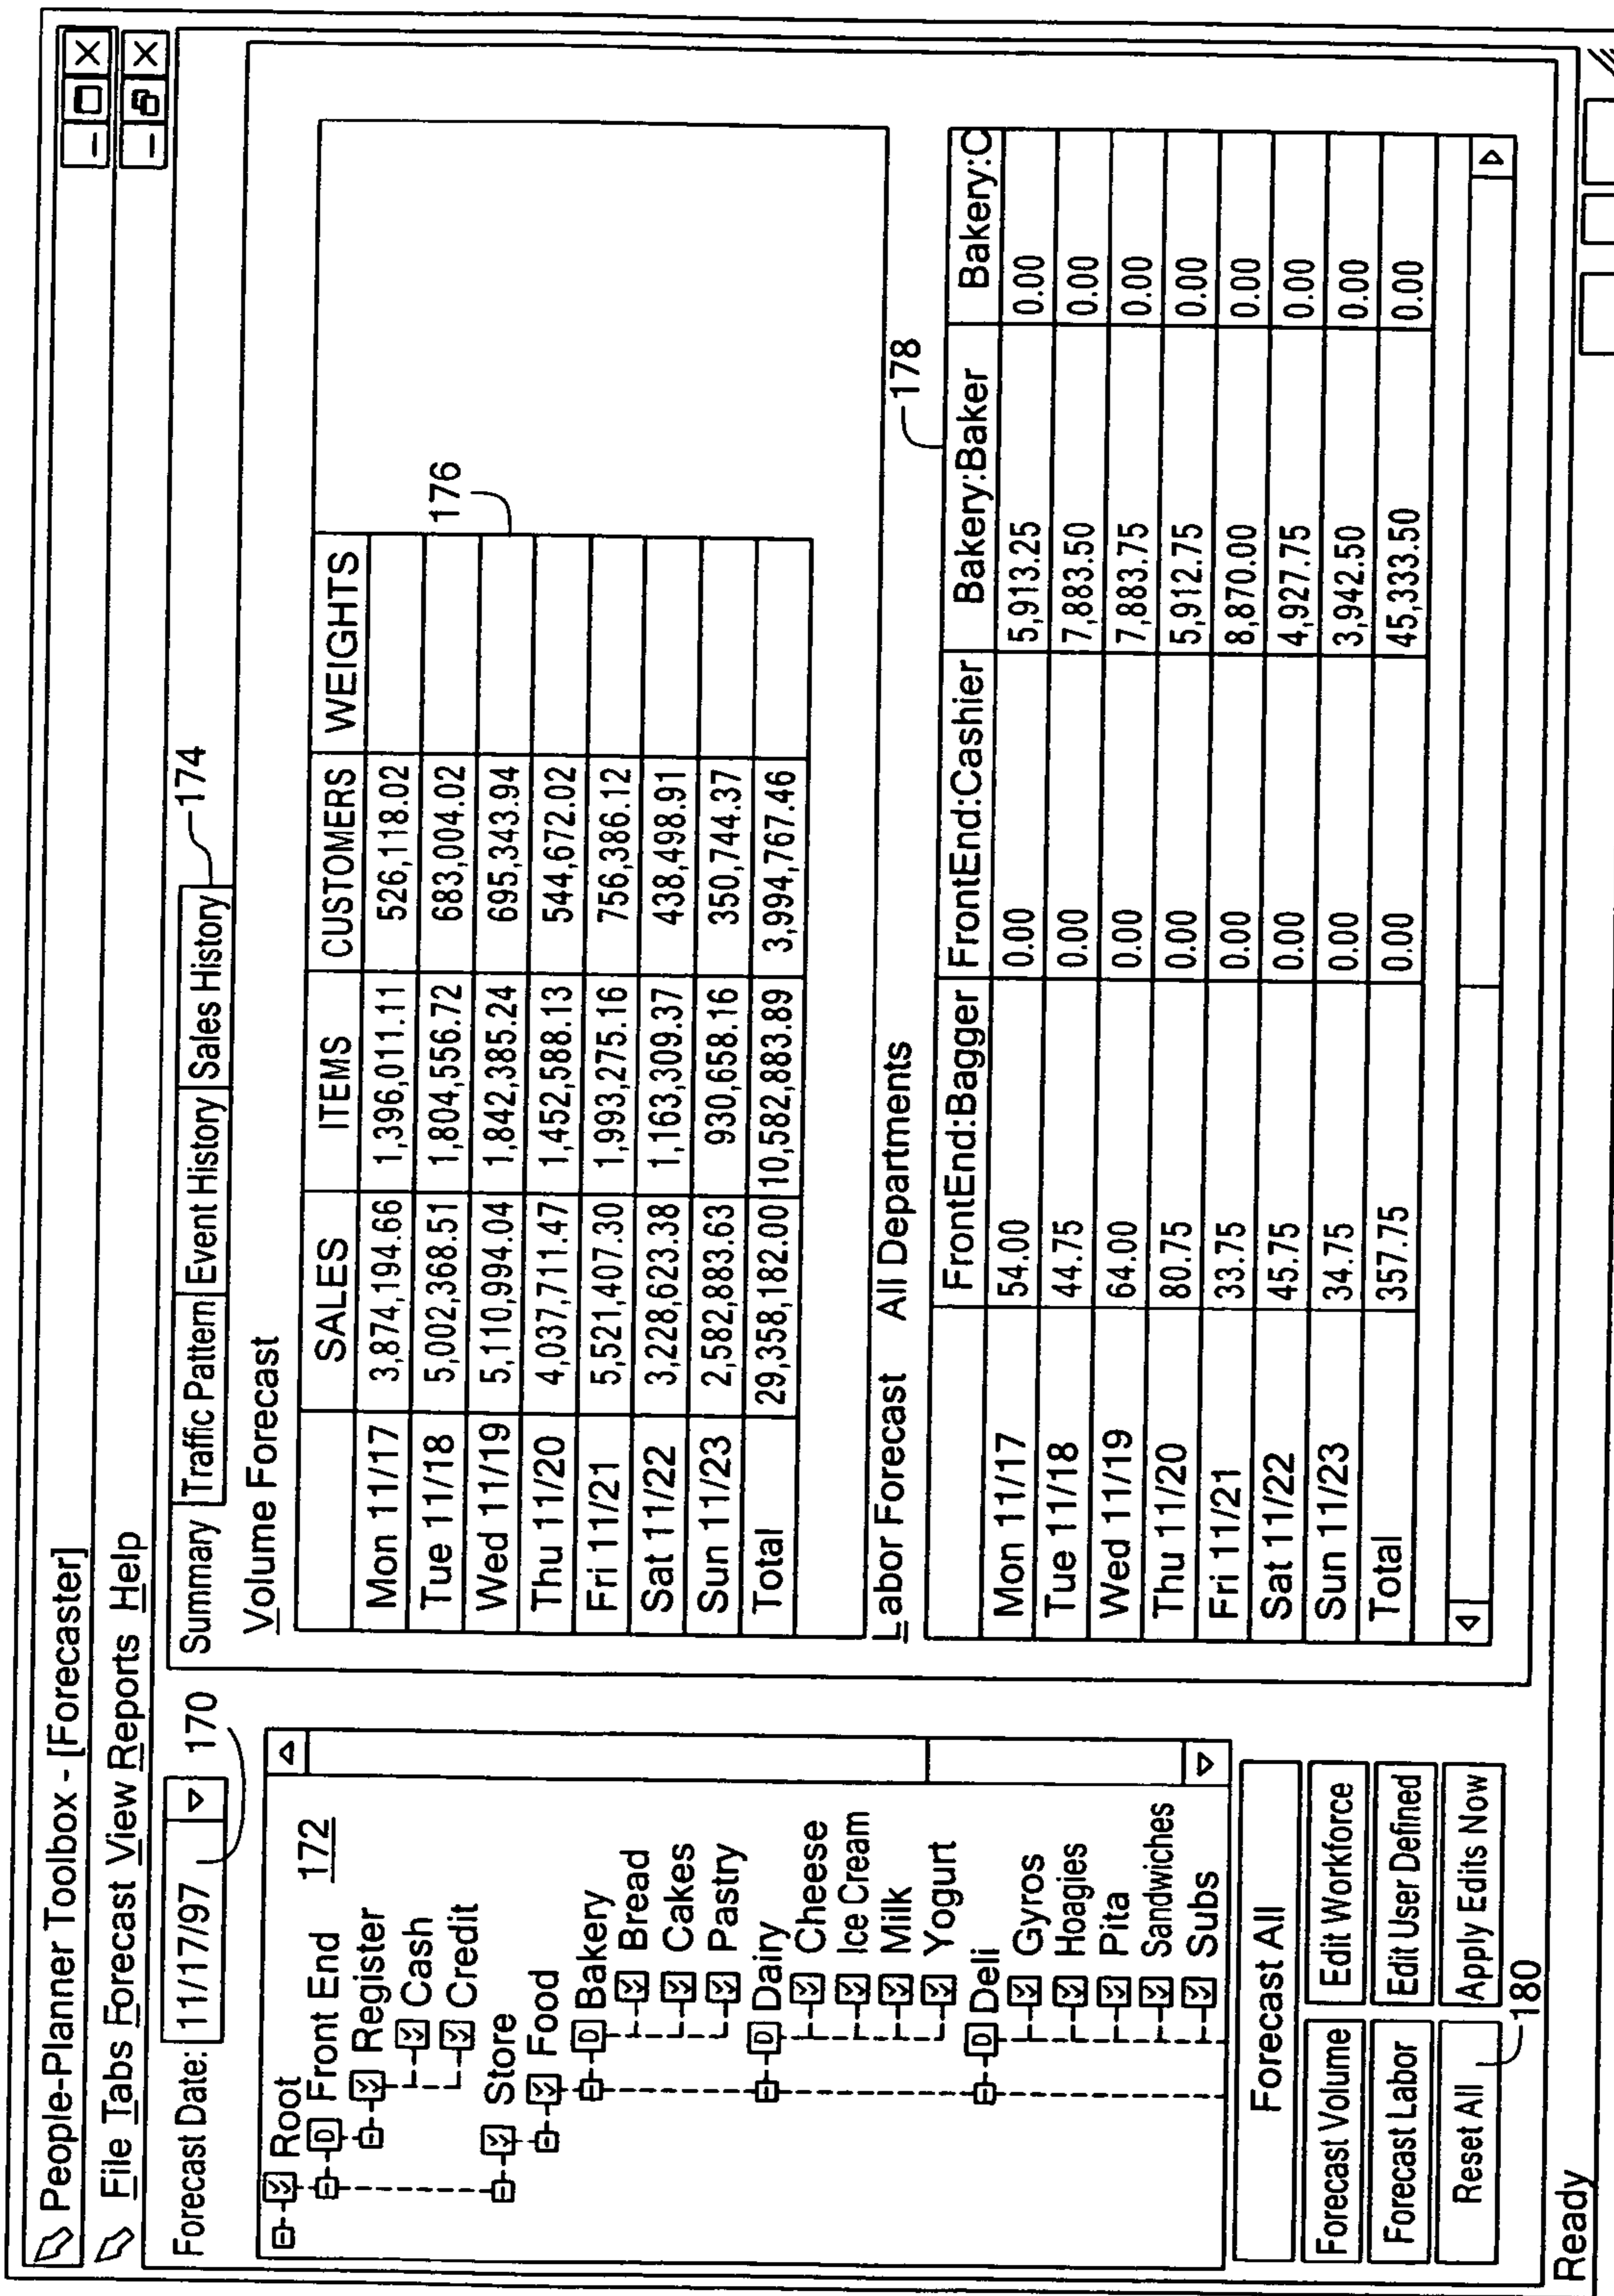 People-Planner Toolbox - [Forecaster]
File Tabs Forecast View Reports Help
Forecast Date: 11/17/97 170
172
Root
Front End
Register
Cash
Credit
Store
Food
Bakery
Bread
Cakes
Pastry
Dairy
Cheese
Ice Cream
Milk
Yogurt
Deli
Gyros
Hoagies
Pita
Sandwiches
Subs
Forecast All
Forecast Volume Edit Workforce
Forecast Labor Edit User Defined
Reset All Apply Edits Now
180
Summary Traffic Pattern Event History Sales History 174
Volume Forecast
SALES ITEMS CUSTOMERS WEIGHTS
Mon 11/17 3,874,194.66 1,396,011.11 526,118.02
Tue 11/18 5,002,368.51 1,804,556.72 683,004.02
Wed 11/19 5,110,994.04 1,842,385.24 695,343.94
Thu 11/20 4,037,711.47 1,452,588.13 544,672.02
Fri 11/21 5,521,407.30 1,993,275.16 756,386.12
Sat 11/22 3,228,623.38 1,163,309.37 438,498.91
Sun 11/23 2,582,883.63 930,658.16 350,744.37
Total 29,358,182.00 10,582,883.89 3,994,767.46
176
Labor Forecast All Departments
178
FrontEnd:Bagger FrontEnd:Cashier Bakery:Baker Bakery:C
Mon 11/17 54.00 0.00 5,913.25 0.00
Tue 11/18 44.75 0.00 7,883.50 0.00
Wed 11/19 64.00 0.00 7,883.75 0.00
Thu 11/20 80.75 0.00 5,912.75 0.00
Fri 11/21 33.75 0.00 8,870.00 0.00
Sat 11/22 45.75 0.00 4,927.75 0.00
Sun 11/23 34.75 0.00 3,942.50 0.00
Total 357.75 0.00 45,333.50 0.00
Ready